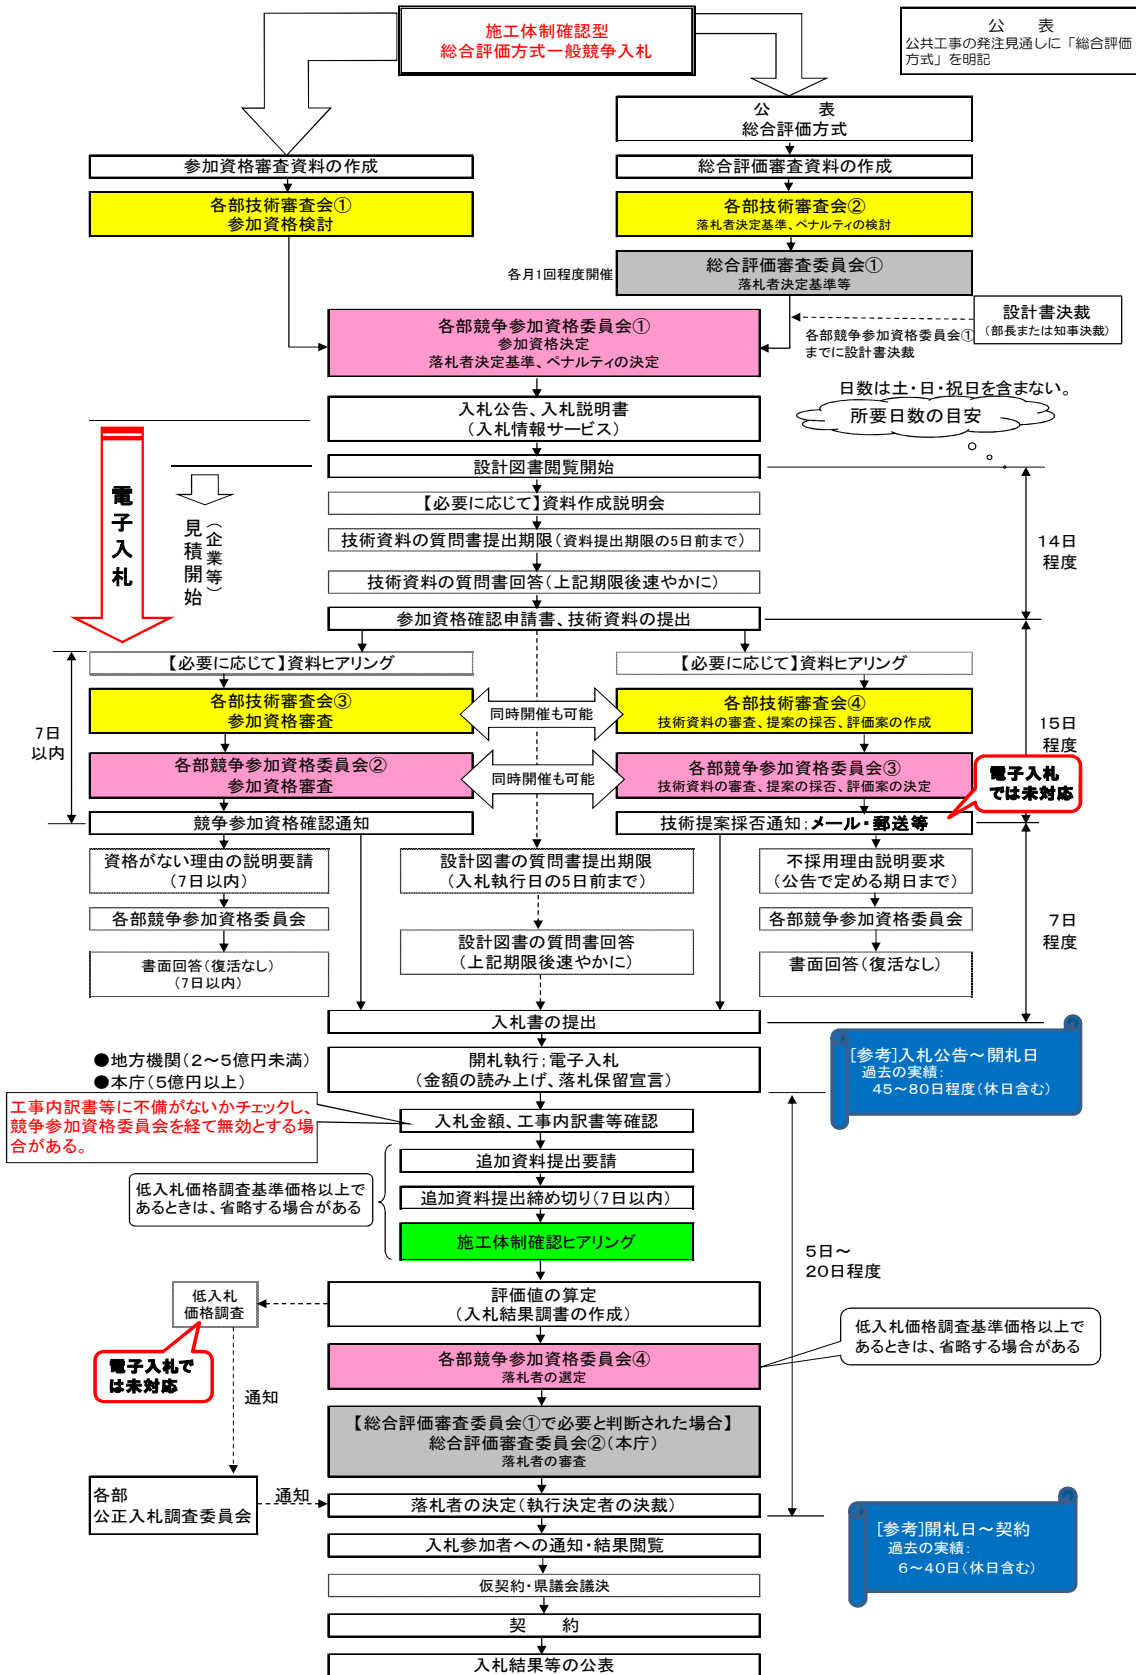 施工体制確認型
総合評価方式一般競争入札
公　　表
公共工事の発注見通しに「総合評価
方式」を明記
公　　表
総合評価方式
参加資格審査資料の作成
総合評価審査資料の作成
各部技術審査会①
参加資格検討
各部技術審査会②
落札者決定基準、ペナルティの検討
各月1回程度開催
総合評価審査委員会①
落札者決定基準等
設計書決裁
(部長または知事決裁)
各部競争参加資格委員会①
参加資格決定
落札者決定基準、ペナルティの決定
各部競争参加資格委員会①
までに設計書決裁
日数は土・日・祝日を含まない。
所要日数の目安
入札公告、入札説明書
(入札情報サービス)
設計図書閲覧開始
電子入札
見積開始
(企業等)
【必要に応じて】資料作成説明会
技術資料の質問書提出期限(資料提出期限の5日前まで)
技術資料の質問書回答(上記期限後速やかに)
14日
程度
参加資格確認申請書、技術資料の提出
【必要に応じて】資料ヒアリング
【必要に応じて】資料ヒアリング
各部技術審査会③
参加資格審査
同時開催も可能
各部技術審査会④
技術資料の審査、提案の採否、評価案の作成
7日
以内
15日
程度
各部競争参加資格委員会②
参加資格審査
同時開催も可能
各部競争参加資格委員会③
技術資料の審査、提案の採否、評価案の決定
電子入札
では未対応
競争参加資格確認通知
技術提案採否通知;メール・郵送等
資格がない理由の説明要請
(7日以内)
設計図書の質問書提出期限
(入札執行日の5日前まで)
不採用理由説明要求
(公告で定める期日まで)
各部競争参加資格委員会
各部競争参加資格委員会
7日
程度
設計図書の質問書回答
(上記期限後速やかに)
書面回答(復活なし)
(7日以内)
書面回答(復活なし)
入札書の提出
●地方機関(2～5億円未満)
●本庁(5億円以上)
開札執行;電子入札
(金額の読み上げ、落札保留宣言)
[参考]入札公告～開札日
過去の実績:
45～80日程度(休日含む)
工事内訳書等に不備がないかチェックし、
競争参加資格委員会を経て無効とする場
合がある。
入札金額、工事内訳書等確認
追加資料提出要請
低入札価格調査基準価格以上で
あるときは、省略する場合がある
追加資料提出締め切り(7日以内)
施工体制確認ヒアリング
5日～
20日程度
低入札
価格調査
評価値の算定
(入札結果調書の作成)
低入札価格調査基準価格以上で
あるときは、省略する場合がある
電子入札で
は未対応
各部競争参加資格委員会④
落札者の選定
通知
【総合評価審査委員会①で必要と判断された場合】
総合評価審査委員会②(本庁)
落札者の審査
各部
公正入札調査委員会
通知
落札者の決定(執行決定者の決裁)
[参考]開札日～契約
過去の実績:
6～40日(休日含む)
入札参加者への通知・結果閲覧
仮契約・県議会議決
契　　約
入札結果等の公表